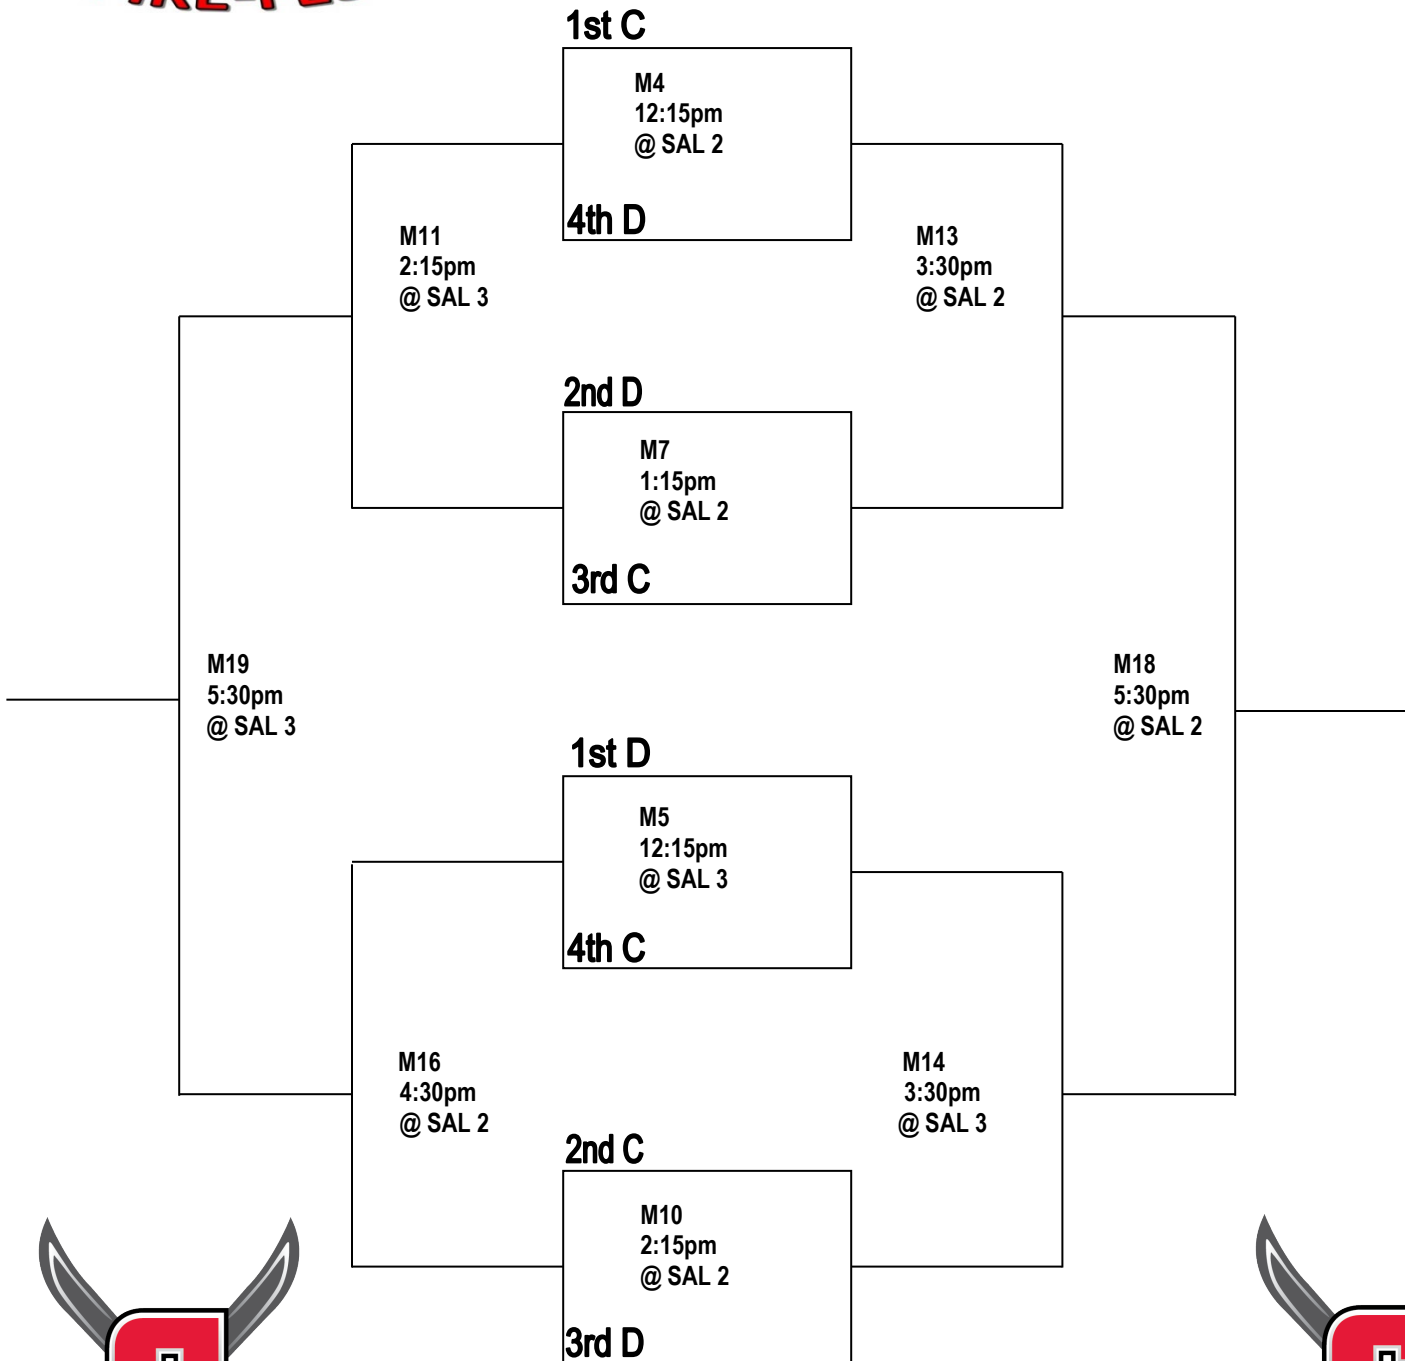 1st C
M4
12:15pm
@ SAL 2
4th D
M11
2:15pm
@ SAL 3
M13
3:30pm
@ SAL 2
2nd D
M7
1:15pm
@ SAL 2
3rd C
M19
5:30pm
@ SAL 3
M18
5:30pm
@ SAL 2
1st D
M5
12:15pm
@ SAL 3
4th C
M16
4:30pm
@ SAL 2
M14
3:30pm
@ SAL 3
2nd C
M10
2:15pm
@ SAL 2
3rd D